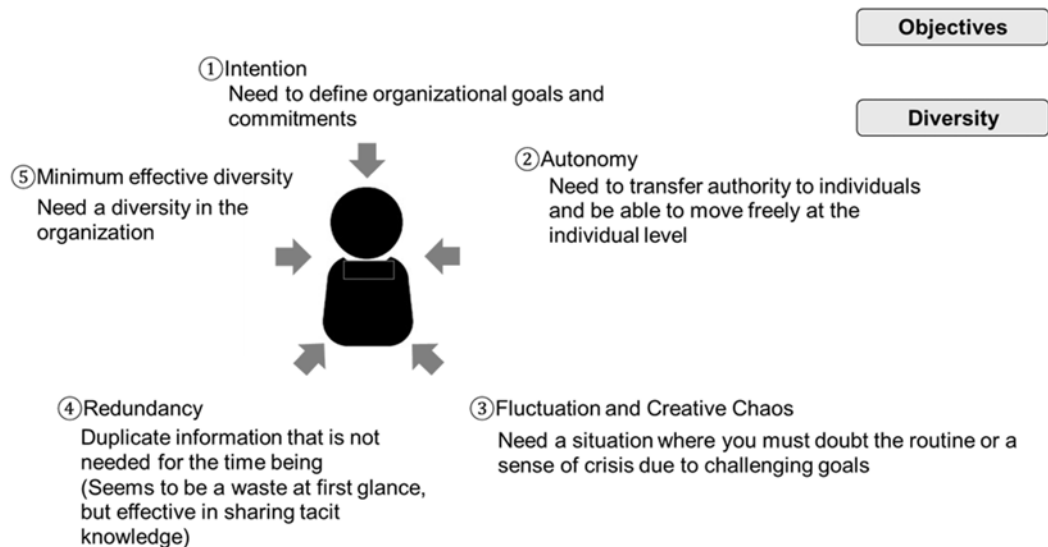 Objectives
①Intention
Need to define organizational goals and
commitments
Diversity
②Autonomy
Need to transfer authority to individuals
and be able to move freely at the
individual level
⑤Minimum effective diversity
Need a diversity in the
organization
④Redundancy
Duplicate information that is not
needed for the time being
(Seems to be a waste at first glance,
but effective in sharing tacit
knowledge)
③Fluctuation and Creative Chaos
Need a situation where you must doubt the routine or a
sense of crisis due to challenging goals